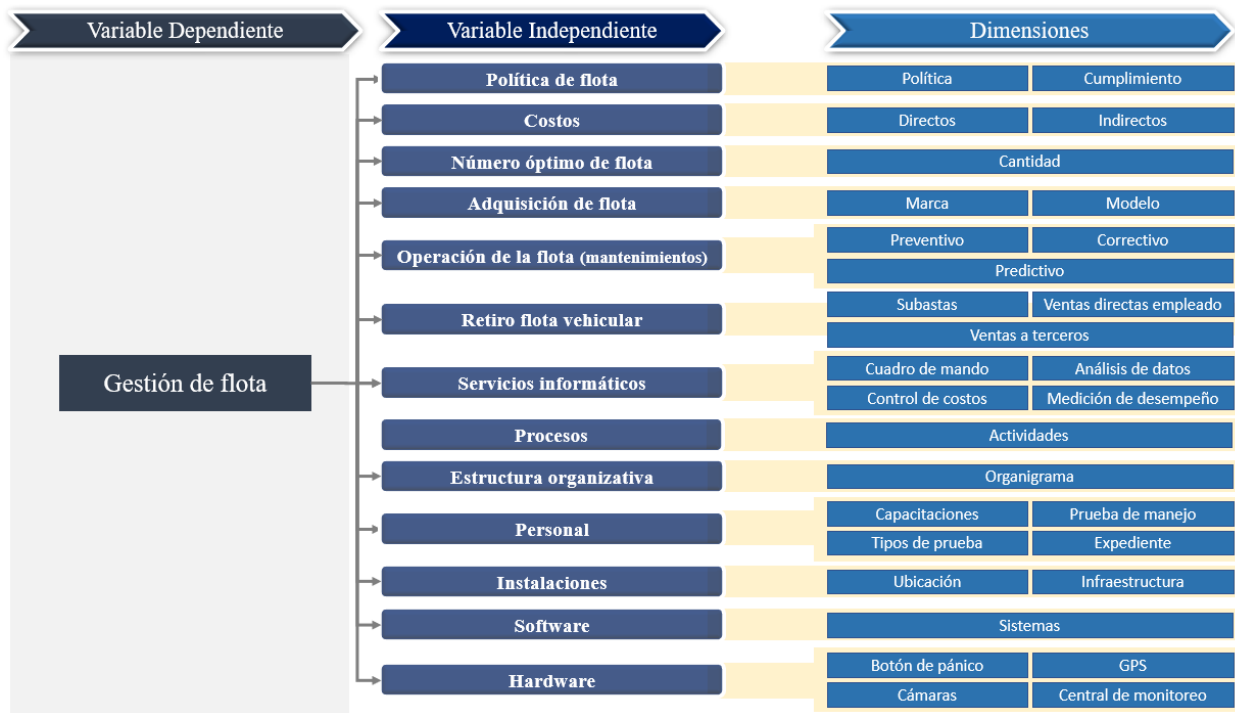 Variable Dependiente
Variable Independiente
Dimensiones
Gestión de flota
Política de flota
Política
Cumplimiento
Costos
Directos
Indirectos
Número óptimo de flota
Cantidad
Adquisición de flota
Marca
Modelo
Operación de la flota (mantenimientos)
Preventivo
Correctivo
Predictivo
Retiro flota vehicular
Subastas
Ventas directas empleado
Ventas a terceros
Servicios informáticos
Cuadro de mando
Análisis de datos
Control de costos
Medición de desempeño
Procesos
Actividades
Estructura organizativa
Organigrama
Personal
Capacitaciones
Prueba de manejo
Tipos de prueba
Expediente
Instalaciones
Ubicación
Infraestructura
Software
Sistemas
Hardware
Botón de pánico
GPS
Cámaras
Central de monitoreo